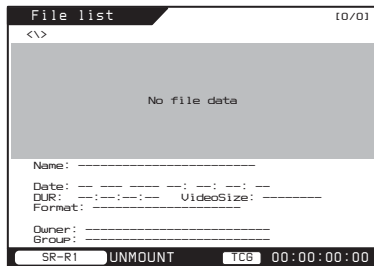 File list [0/0]
<\>
No file data
Name: ------------------------
Date: -- --- ---- --: --: --: --
DUR: --:--:--:-- VideoSize: --------
Format: --------------------
Owner: -------------------------
Group: -------------------------
SR-R1 UNMOUNT TCG 00:00:00:00